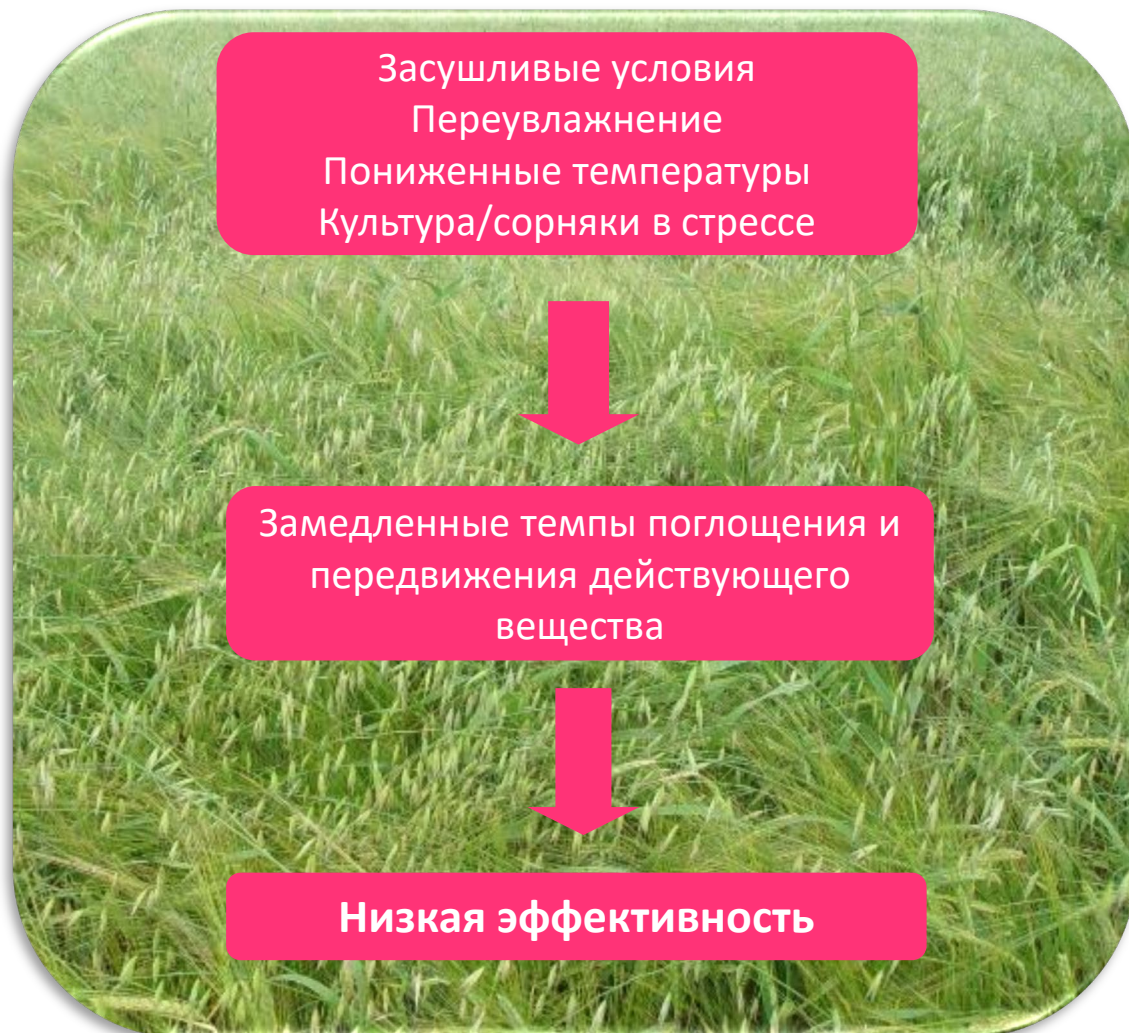 Засушливые условия
Переувлажнение
Пониженные температуры
Культура/сорняки в стрессе
Замедленные темпы поглощения и
передвижения действующего
вещества
Низкая эффективность